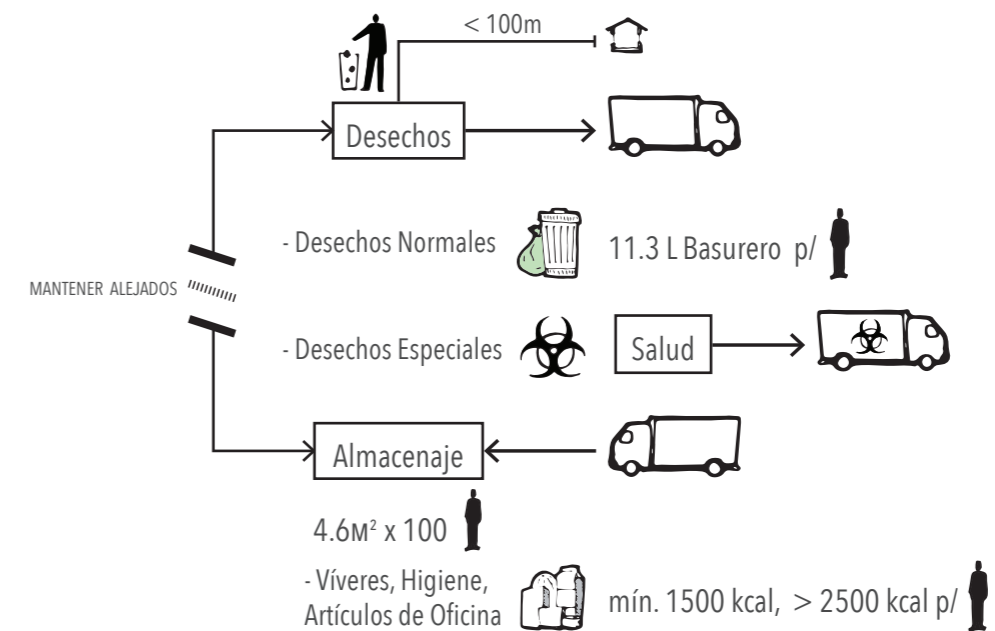 < 100m
Desechos
- Desechos Normales
11.3 L Basurero p/
MANTENER ALEJADOS
- Desechos Especiales
Salud
Almacenaje
4.6M² x 100
- Víveres, Higiene,
Artículos de Oficina
mín. 1500 kcal, > 2500 kcal p/